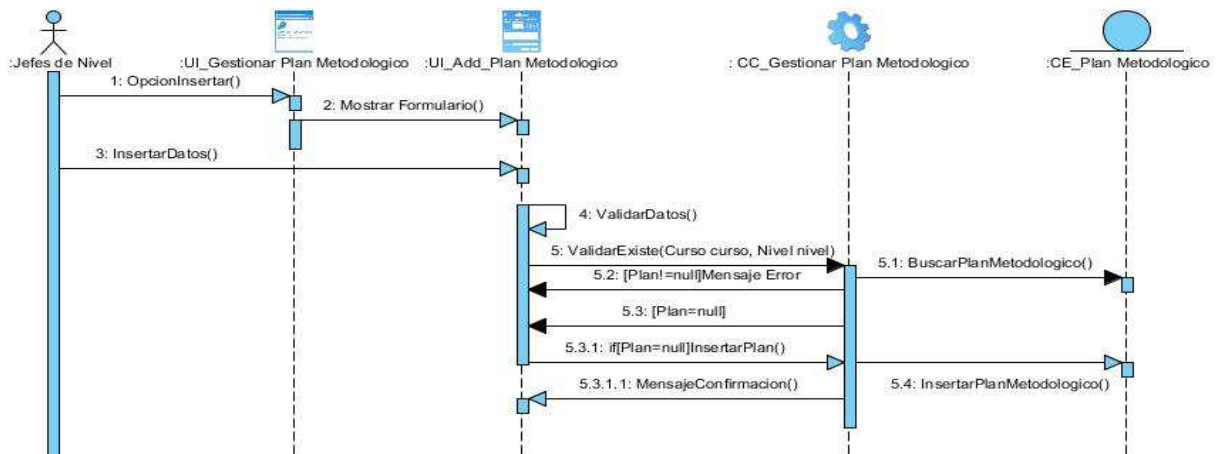 :Jefes de Nivel
:UI_Gestionar Plan Metodologico
:UI_Add_Plan Metodologico
: CC_Gestionar Plan Metodologico
:CE_Plan Metodologico
1: OpcionInsertar()
2: Mostrar Formulario()
3: InsertarDatos()
4: ValidarDatos()
5: ValidarExiste(Curso curso, Nivel nivel)
5.1: BuscarPlanMetodologico()
5.2: [Plan!=null]Mensaje Error
5.3: [Plan=null]
5.3.1: if[Plan=null]InsertarPlan()
5.4: InsertarPlanMetodologico()
5.3.1.1: MensajeConfirmacion()